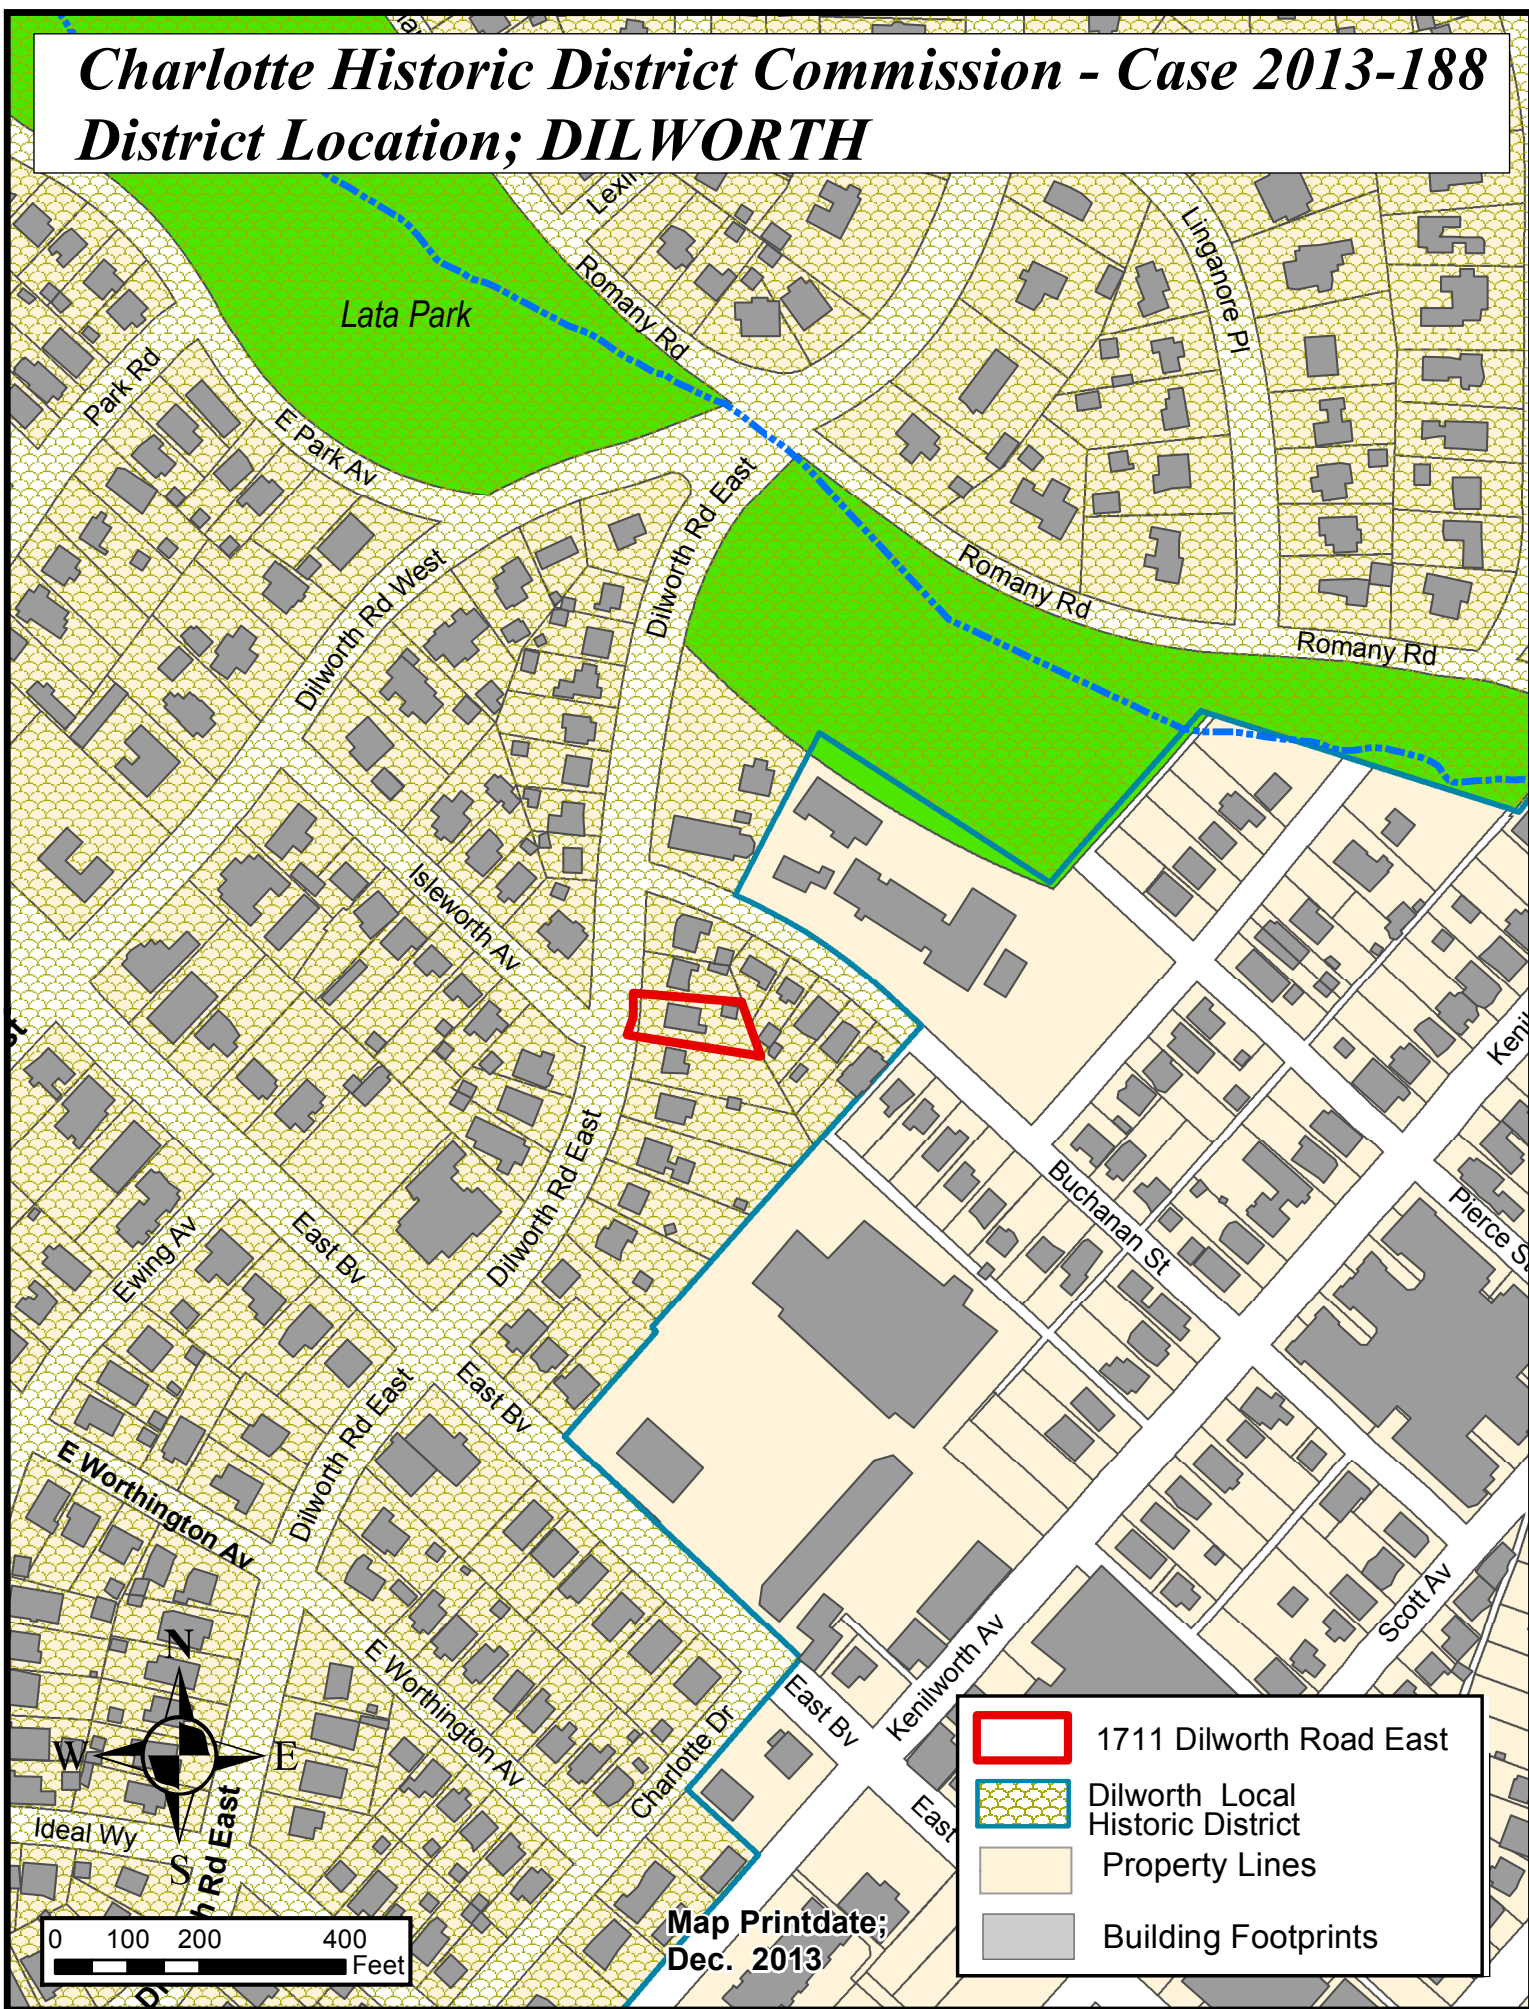 Charlotte Historic District Commission - Case 2013-188
District Location; DILWORTH
Lata Park
Romany Rd
Linganore Pl
Park Rd
E Park Av
Dilworth Rd East
Dilworth Rd West
Romany Rd
Romany Rd
Isleworth Av
Dilworth Rd East
Buchanan St
Pierce St
Ewing Av
East Bv
East Bv
Dilworth Rd East
E Worthington Av
Scott Av
Kenilworth Av
East Bv
E Worthington Av
Charlotte Dr
East
Ideal Wy
Rd East
N
W
E
S
1711 Dilworth Road East
Dilworth Local
Historic District
Property Lines
Building Footprints
0 100 200 400
Feet
Map Printdate;
Dec. 2013